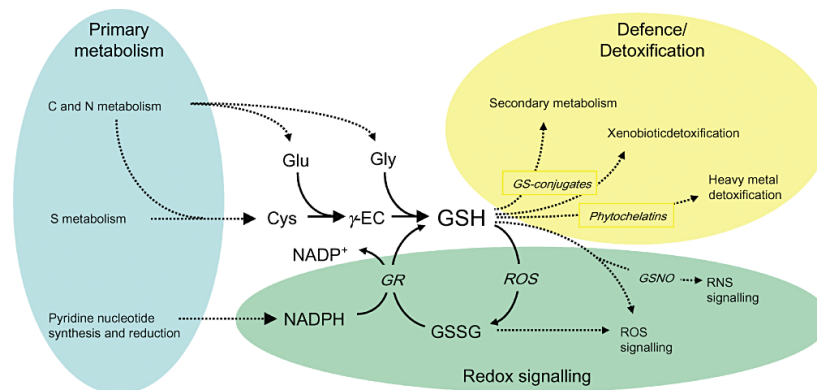 Primary
metabolism
Defence/
Detoxification
C and N metabolism
Secondary metabolism
Xenobioticdetoxification
Glu
Gly
GS-conjugates
Heavy metal
detoxification
S metabolism
Cys
γ-EC
GSH
Phytochelatins
NADP+
GR
ROS
GSNO
RNS
signalling
Pyridine nucleotide
synthesis and reduction
NADPH
GSSG
ROS
signalling
Redox signalling